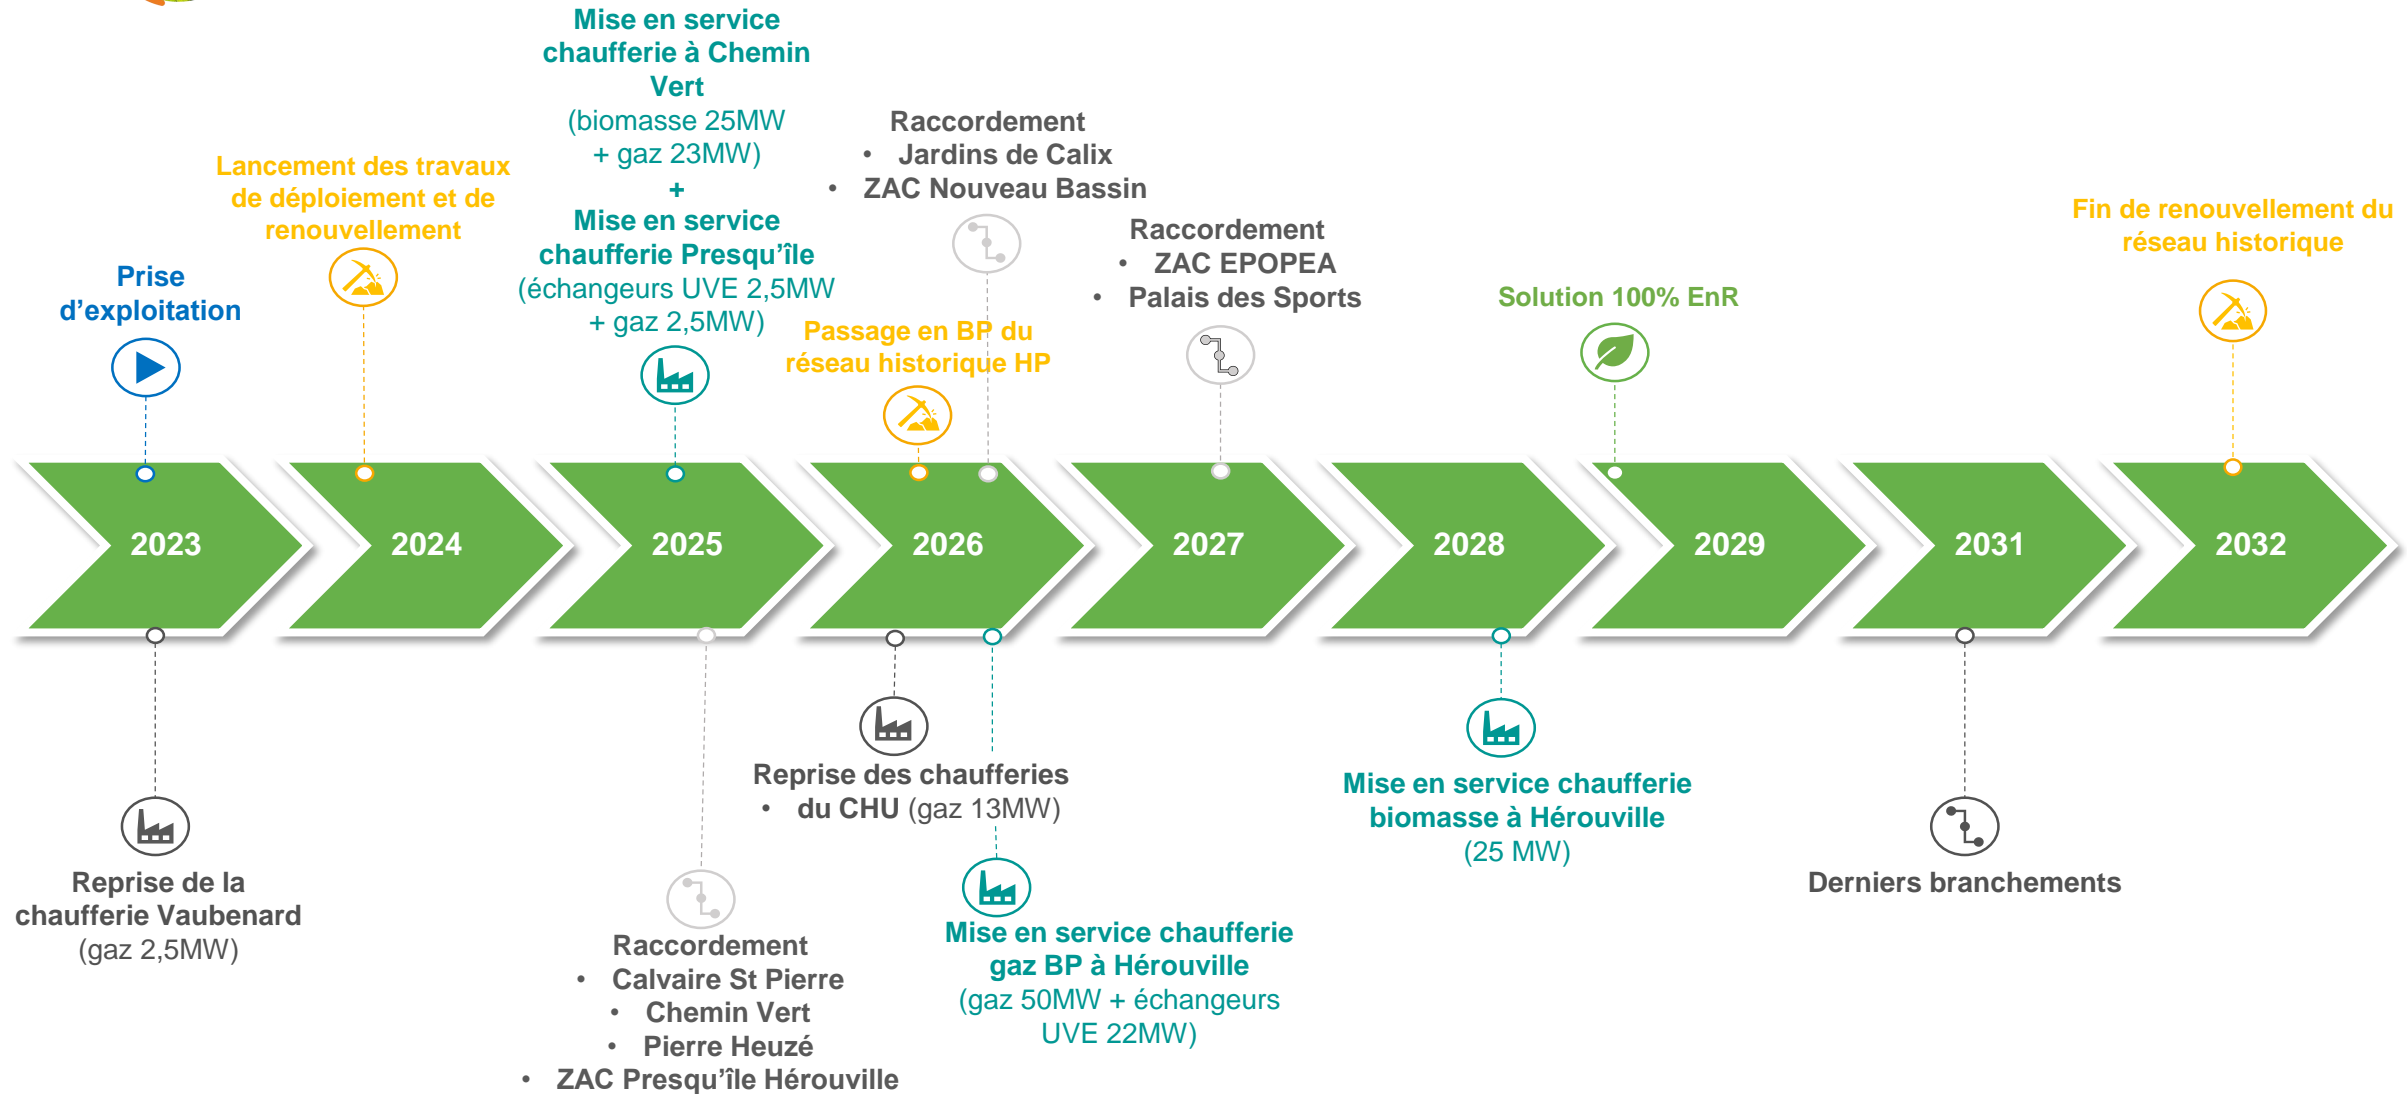 Prise
d’exploitation
Lancement des travaux
de déploiement et de
renouvellement
Mise en service
chaufferie à Chemin
Vert
(biomasse 25MW
+ gaz 23MW)
+
Mise en service
chaufferie Presqu’île
(échangeurs UVE 2,5MW
+ gaz 2,5MW)
Passage en BP du
réseau historique HP
Raccordement
• Jardins de Calix
• ZAC Nouveau Bassin
Raccordement
• ZAC EPOPEA
• Palais des Sports
Solution 100% EnR
Fin de renouvellement du
réseau historique
2023
2024
2025
2026
2027
2028
2029
2031
2032
Reprise de la
chaufferie Vaubenard
(gaz 2,5MW)
Raccordement
• Calvaire St Pierre
• Chemin Vert
• Pierre Heuzé
• ZAC Presqu’île Hérouville
Reprise des chaufferies
• du CHU (gaz 13MW)
Mise en service chaufferie
gaz BP à Hérouville
(gaz 50MW + échangeurs
UVE 22MW)
Mise en service chaufferie
biomasse à Hérouville
(25 MW)
Derniers branchements